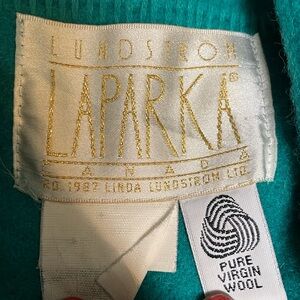 LUNDSTROM
LAPARKA®
CANADA
RD. 1987 LINDA LUNDSTROM LTD.
PURE
VIRGIN
WOOL